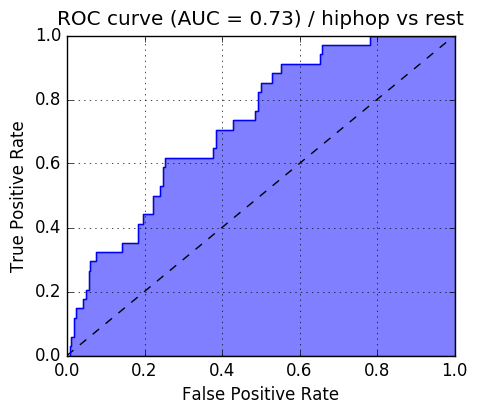 ROC curve (AUC = 0.73) / hiphop vs rest
1.0
0.8
0.6
0.4
0.2
0.0
True Positive Rate
0.0 0.2 0.4 0.6 0.8 1.0
False Positive Rate